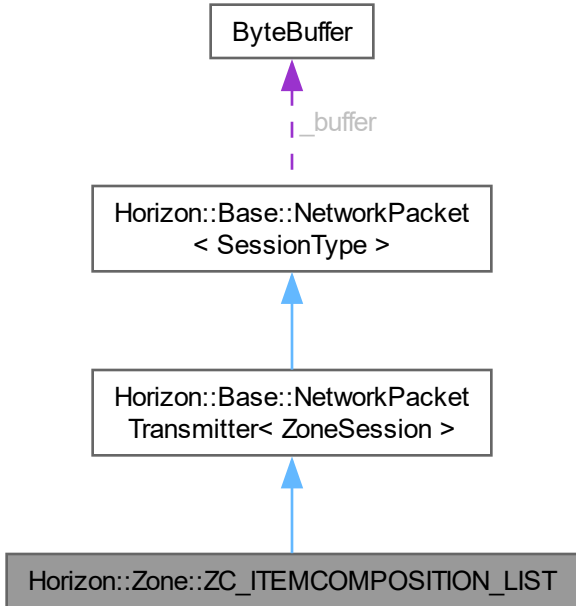 ByteBuffer
_buffer
Horizon::Base::NetworkPacket
< SessionType >
Horizon::Base::NetworkPacket
Transmitter< ZoneSession >
Horizon::Zone::ZC_ITEMCOMPOSITION_LIST